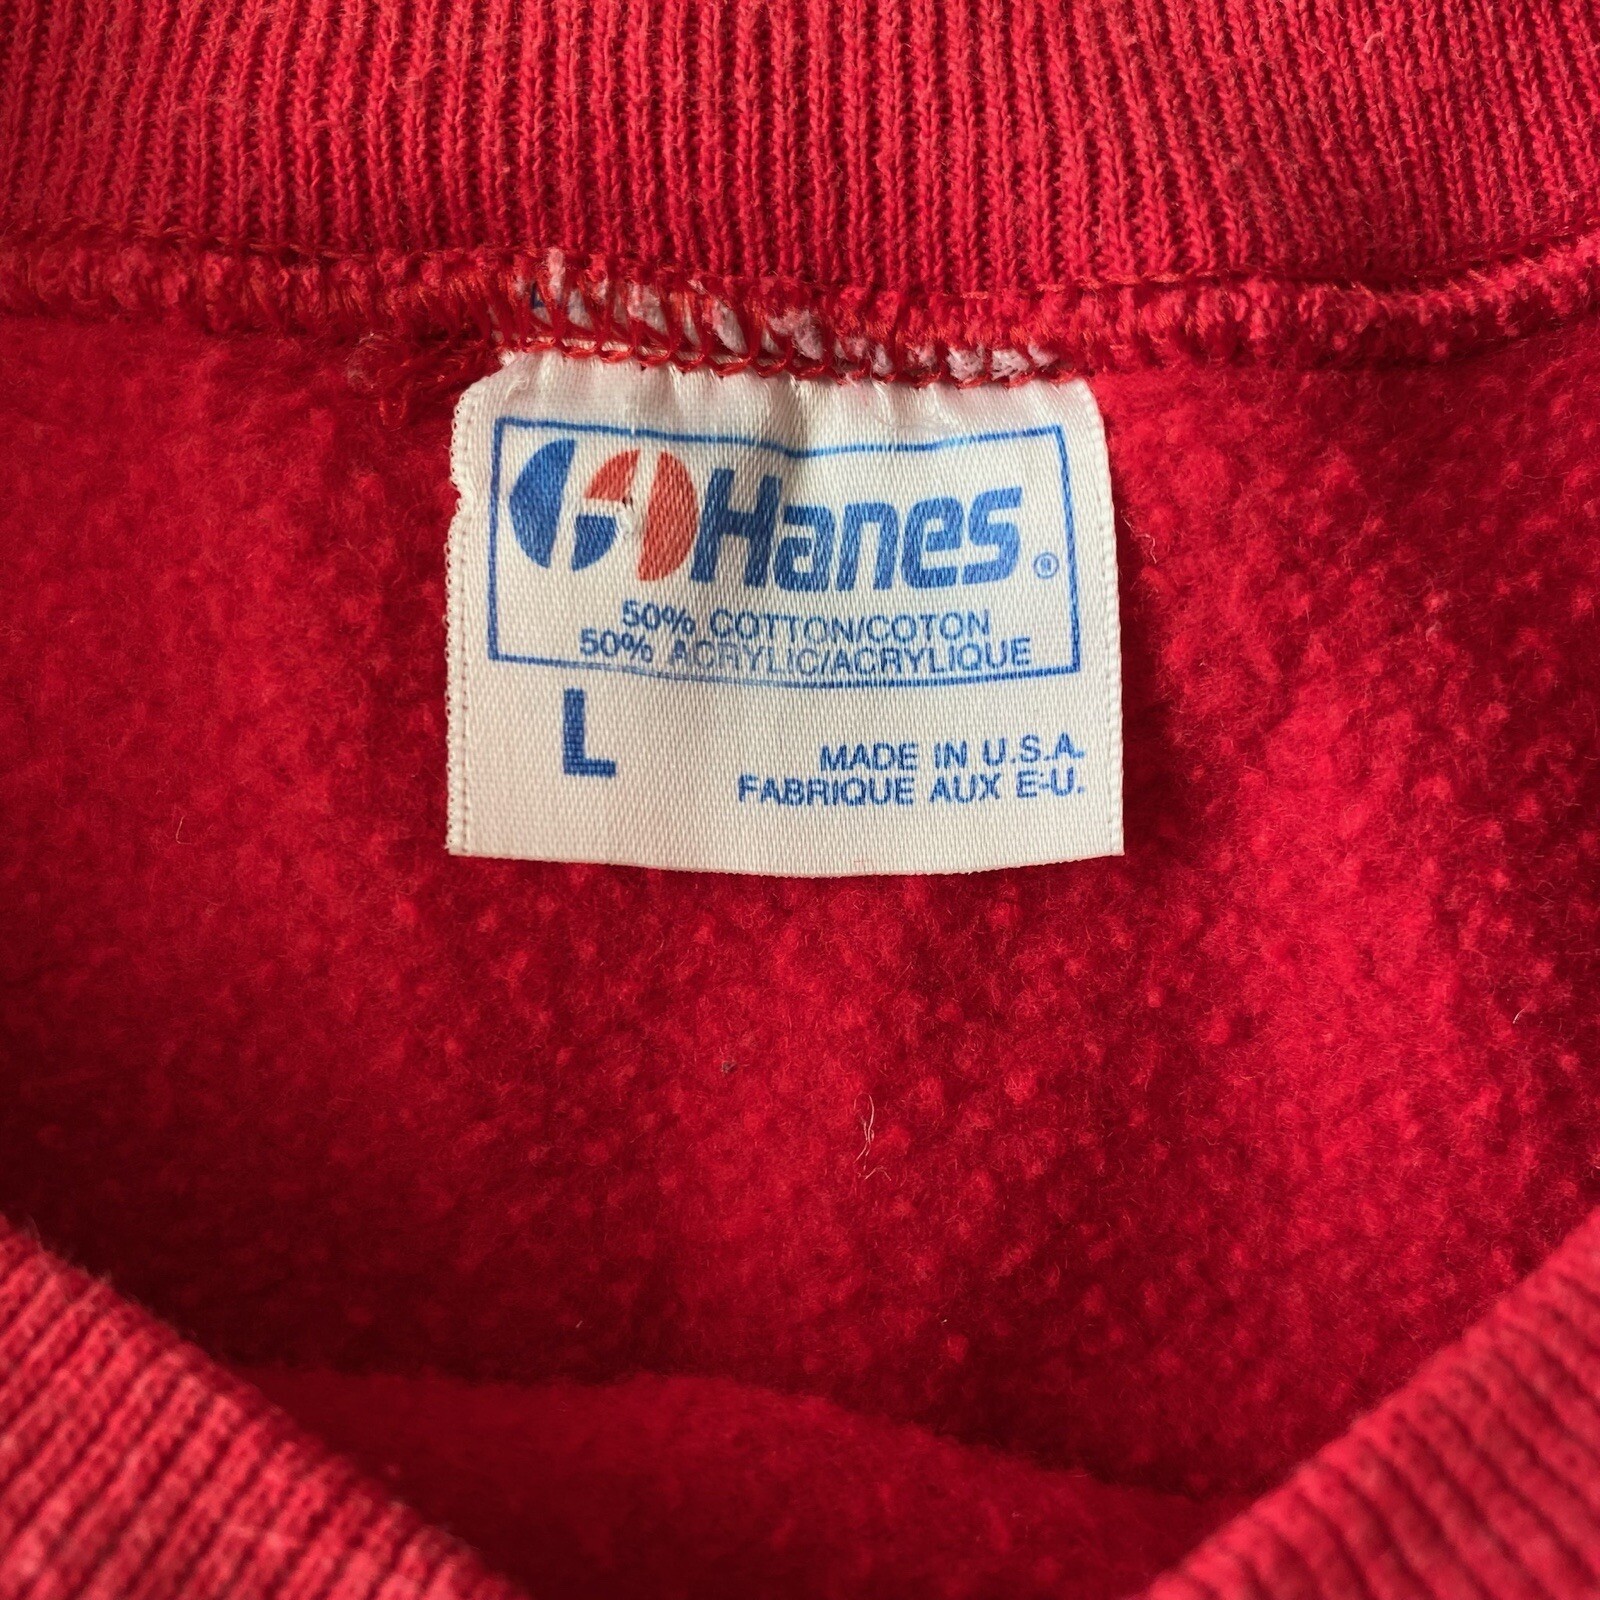 Hanes®
50% COTTON/COTON
50% ACRYLIC/ACRYLIQUE
L
MADE IN U.S.A.
FABRIQUE AUX E-U.